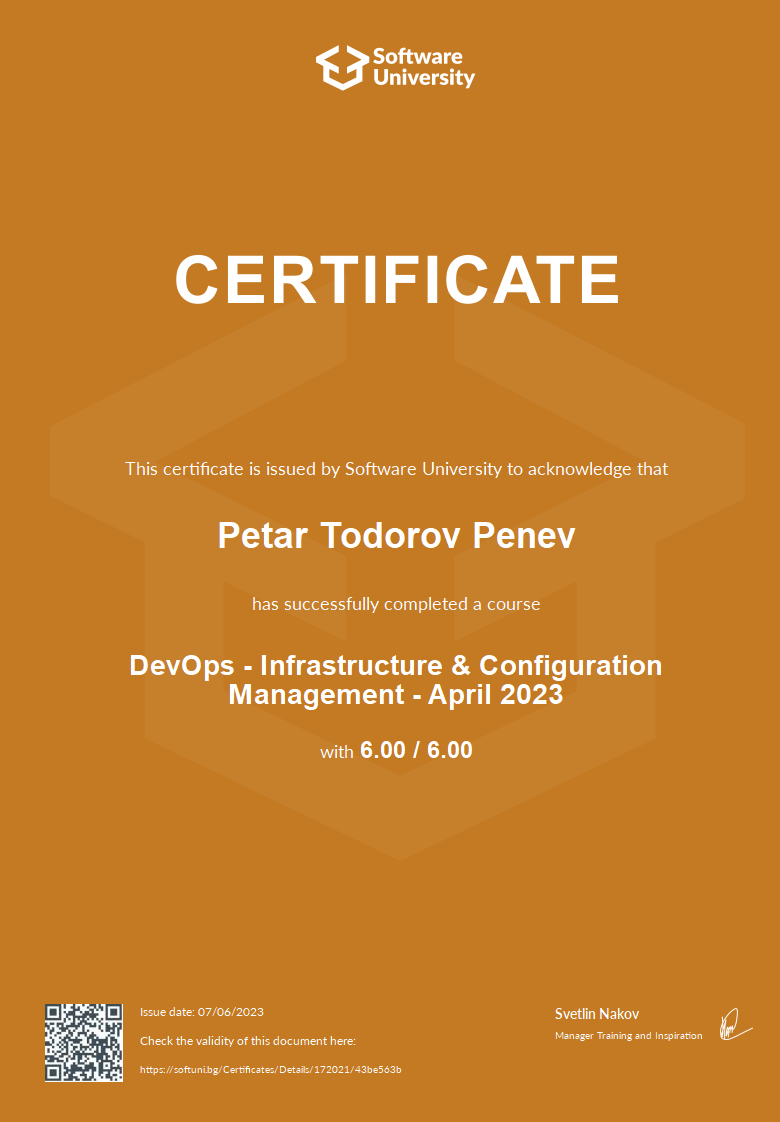 Software
University
CERTIFICATE
This certificate is issued by Software University to acknowledge that
Petar Todorov Penev
has successfully completed a course
DevOps - Infrastructure & Configuration
Management - April 2023
with 6.00 / 6.00
Issue date: 07/06/2023
Check the validity of this document here:
https://softuni.bg/Certificates/Details/172021/43be563b
Svetlin Nakov
Manager Training and Inspiration